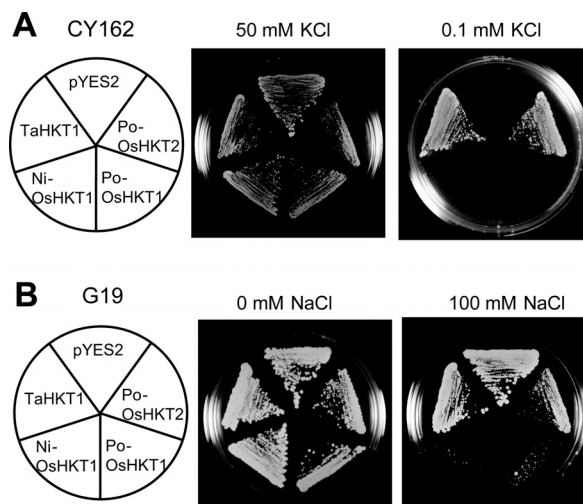 A
CY162
50 mM KCl
0.1 mM KCl
pYES2
TaHKT1
Po-
OsHKT2
Ni-
OsHKT1
Po-
OsHKT1
B
G19
0 mM NaCl
100 mM NaCl
pYES2
TaHKT1
Po-
OsHKT2
Ni-
OsHKT1
Po-
OsHKT1